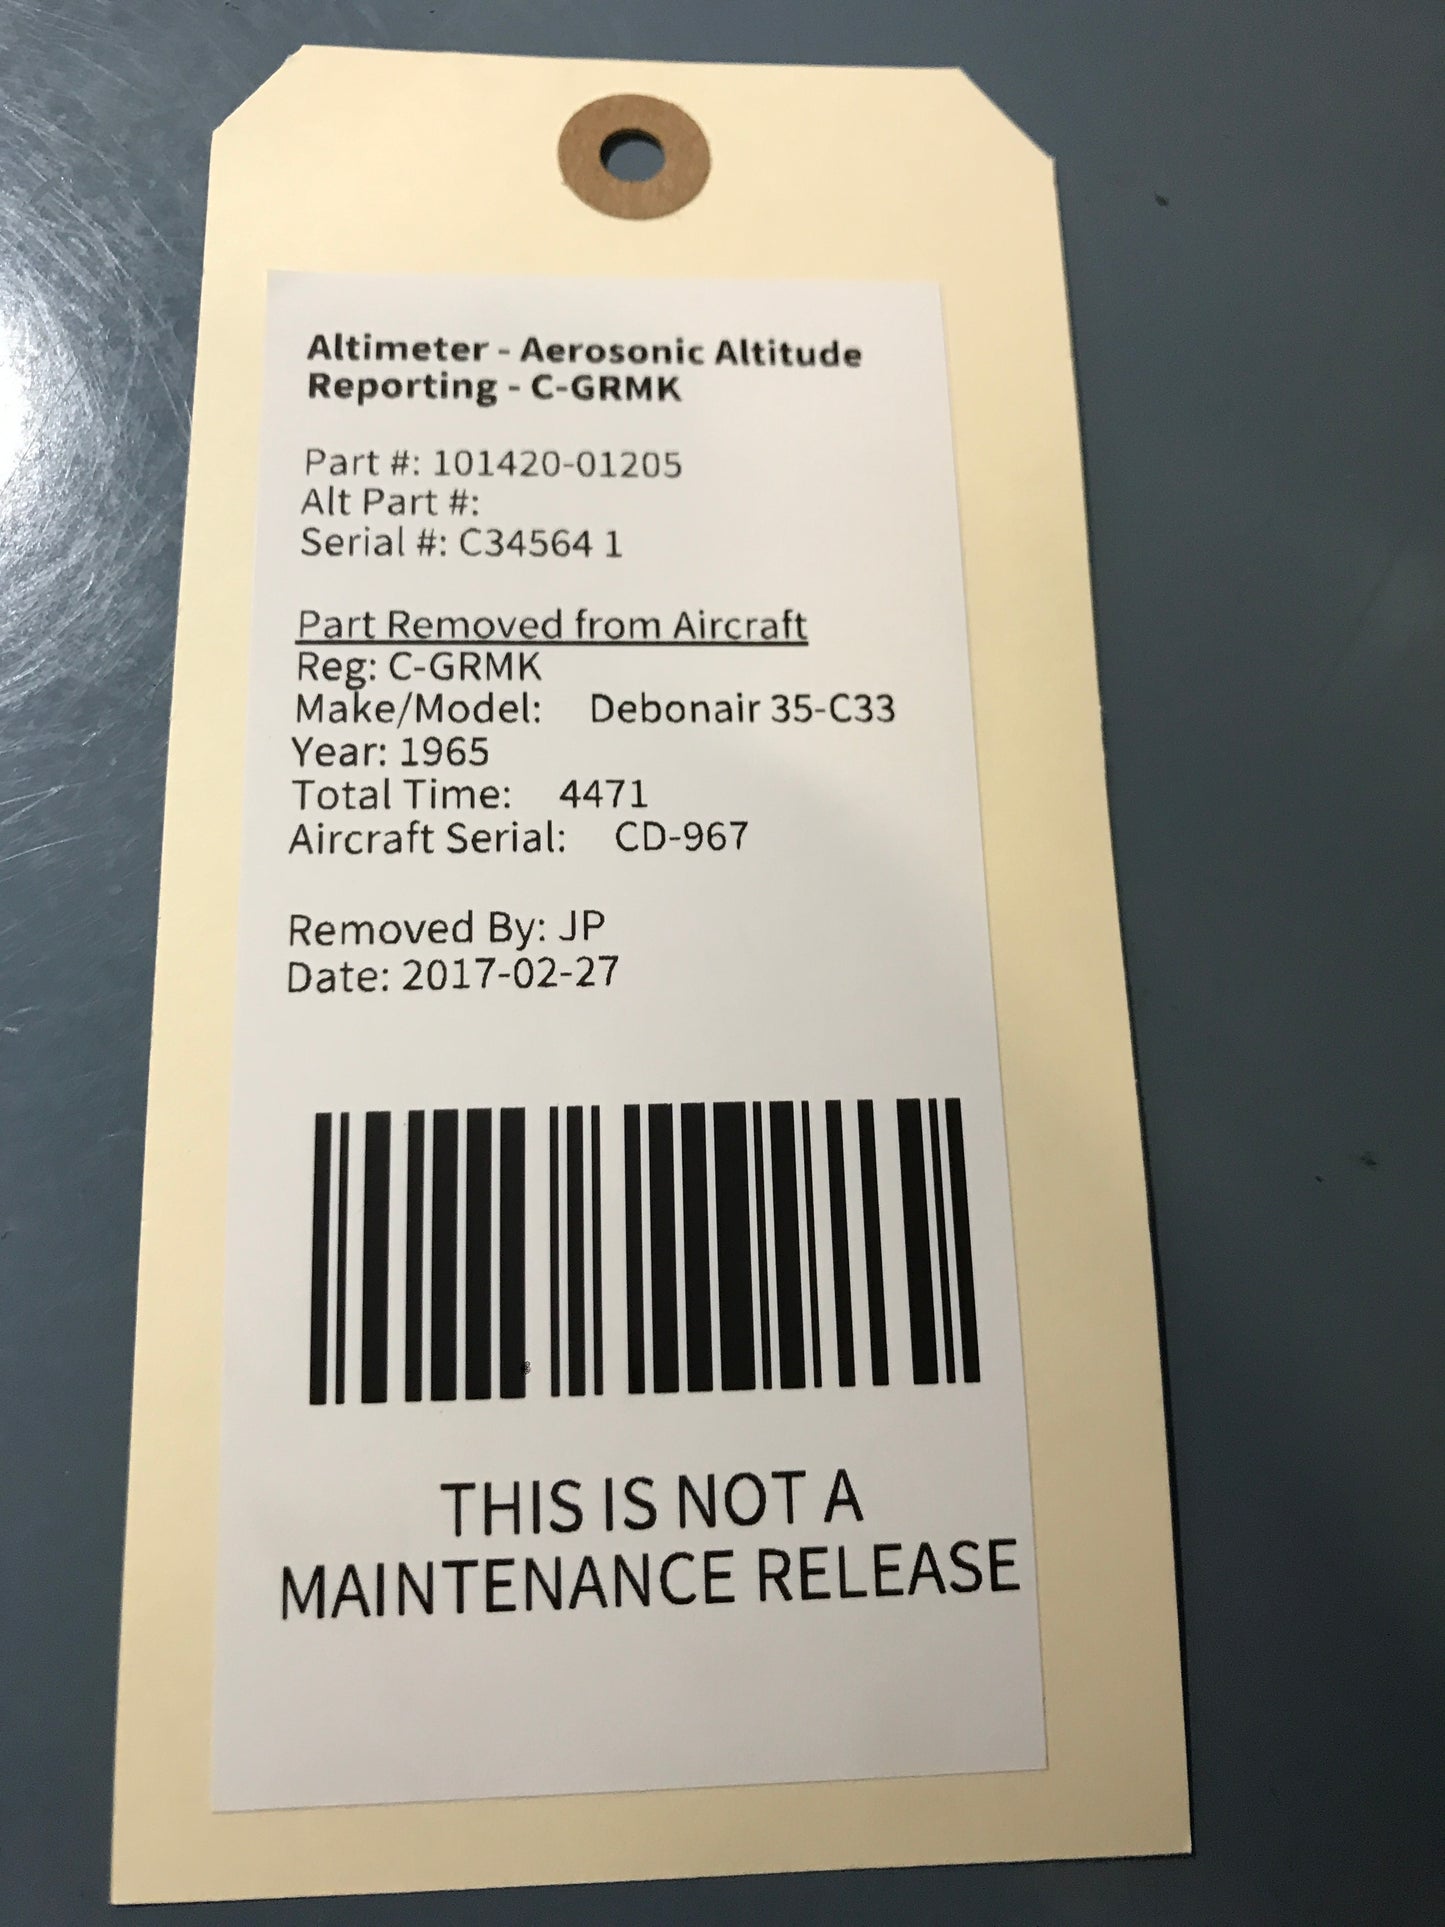 Altimeter - Aerosonic Altitude
Reporting - C-GRMK
Part #: 101420-01205
Alt Part #:
Serial #: C34564 1
Part Removed from Aircraft
Reg: C-GRMK
Make/Model: Debonair 35-C33
Year: 1965
Total Time: 4471
Aircraft Serial: CD-967
Removed By: JP
Date: 2017-02-27
THIS IS NOT A
MAINTENANCE RELEASE